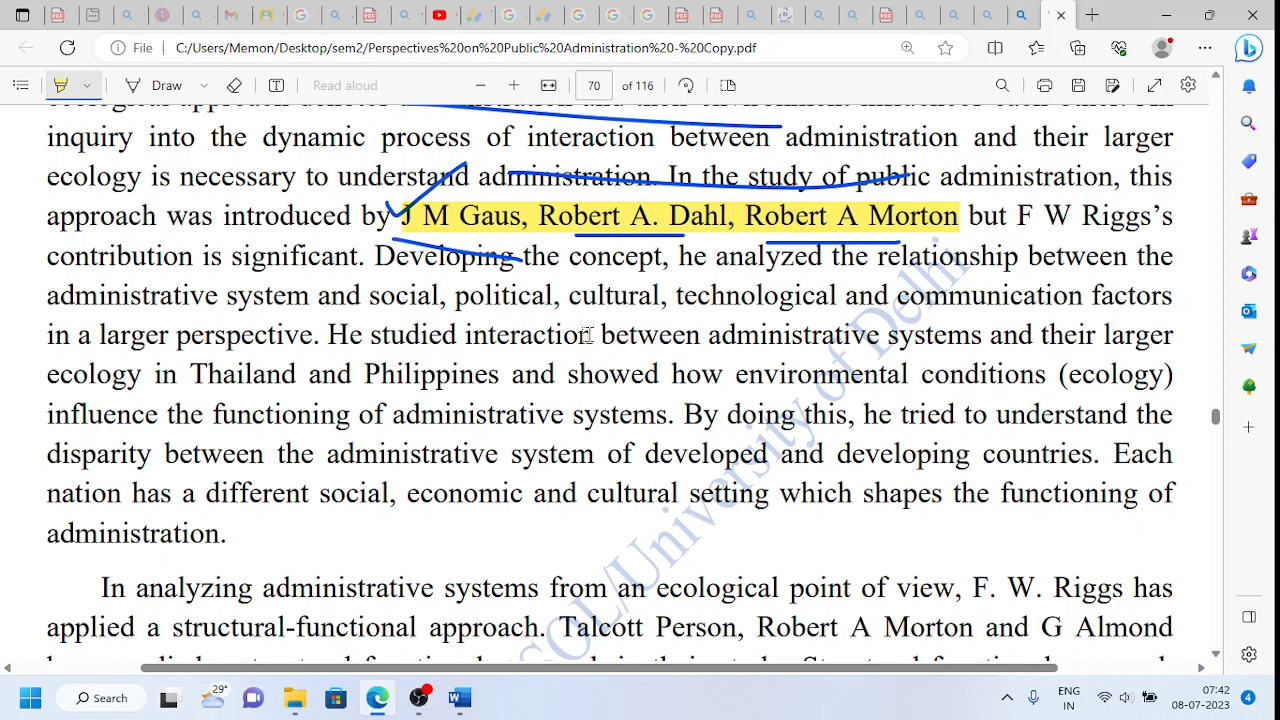 File
C:/Users/Memon/Desktop/sem2/Perspectives%20on%20Public%20Administration%20-%20Copy.pdf
Draw
Read aloud
70
of 116
inquiry into the dynamic process of interaction between administration and their larger
ecology is necessary to understand administration. In the study of public administration, this
approach was introduced by J M Gaus, Robert A. Dahl, Robert A Morton but F W Riggs's
contribution is significant. Developing the concept, he analyzed the relationship between the
administrative system and social, political, cultural, technological and communication factors
in a larger perspective. He studied interaction between administrative systems and their larger
ecology in Thailand and Philippines and showed how environmental conditions (ecology)
influence the functioning of administrative systems. By doing this, he tried to understand the
disparity between the administrative system of developed and developing countries. Each
nation has a different social, economic and cultural setting which shapes the functioning of
administration.
In analyzing administrative systems from an ecological point of view, F. W. Riggs has
applied a structural-functional approach. Talcott Person, Robert A Morton and G Almond
SOL/University of Delhi
29°
Search
ENG
IN
07:42
08-07-2023
4